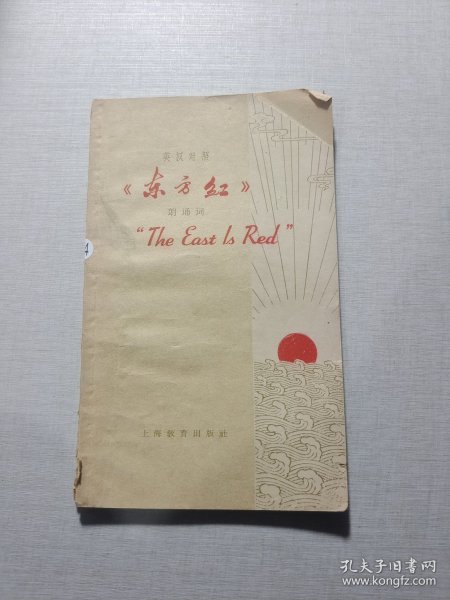 英汉对照
《东方红》
朗诵词
“The East Is Red”
上海教育出版社
孔夫子旧书网
www.kongfz.com